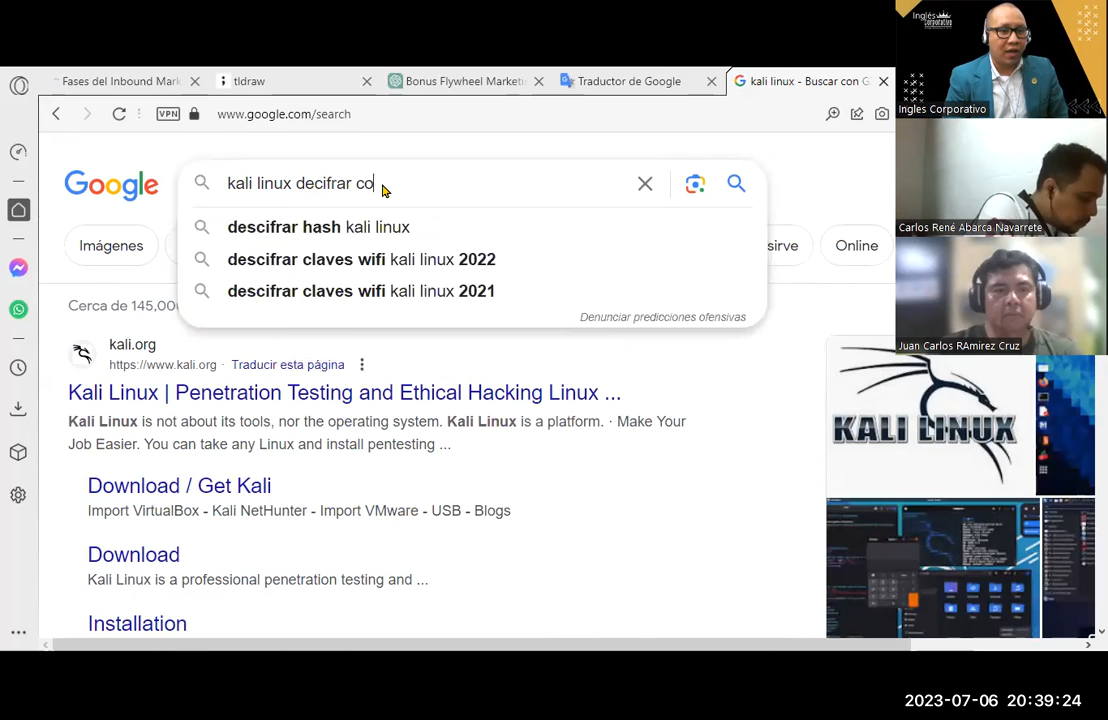 Fases del Inbound Mark
tldraw
Bonus Flywheel Marketi
Traductor de Google
kali linux - Buscar con G
VPN
www.google.com/search
Google
kali linux decifrar co
descifrar hash kali linux
descifrar claves wifi kali linux 2022
descifrar claves wifi kali linux 2021
Denunciar predicciones ofensivas
Imágenes
sirve
Online
Cerca de 145,00
kali.org
https://www.kali.org · Traducir esta página
Kali Linux | Penetration Testing and Ethical Hacking Linux ...
Kali Linux is not about its tools, nor the operating system. Kali Linux is a platform. · Make Your
Job Easier. You can take any Linux and install pentesting ...
Download / Get Kali
Import VirtualBox - Kali NetHunter - Import VMware - USB - Blogs
Download
Kali Linux is a professional penetration testing and ...
Installation
KALI LINUX
Inglés
Corporativo
Ingles Corporativo
Carlos René Abarca Navarrete
Juan Carlos RAmirez Cruz
2023-07-06 20:39:24